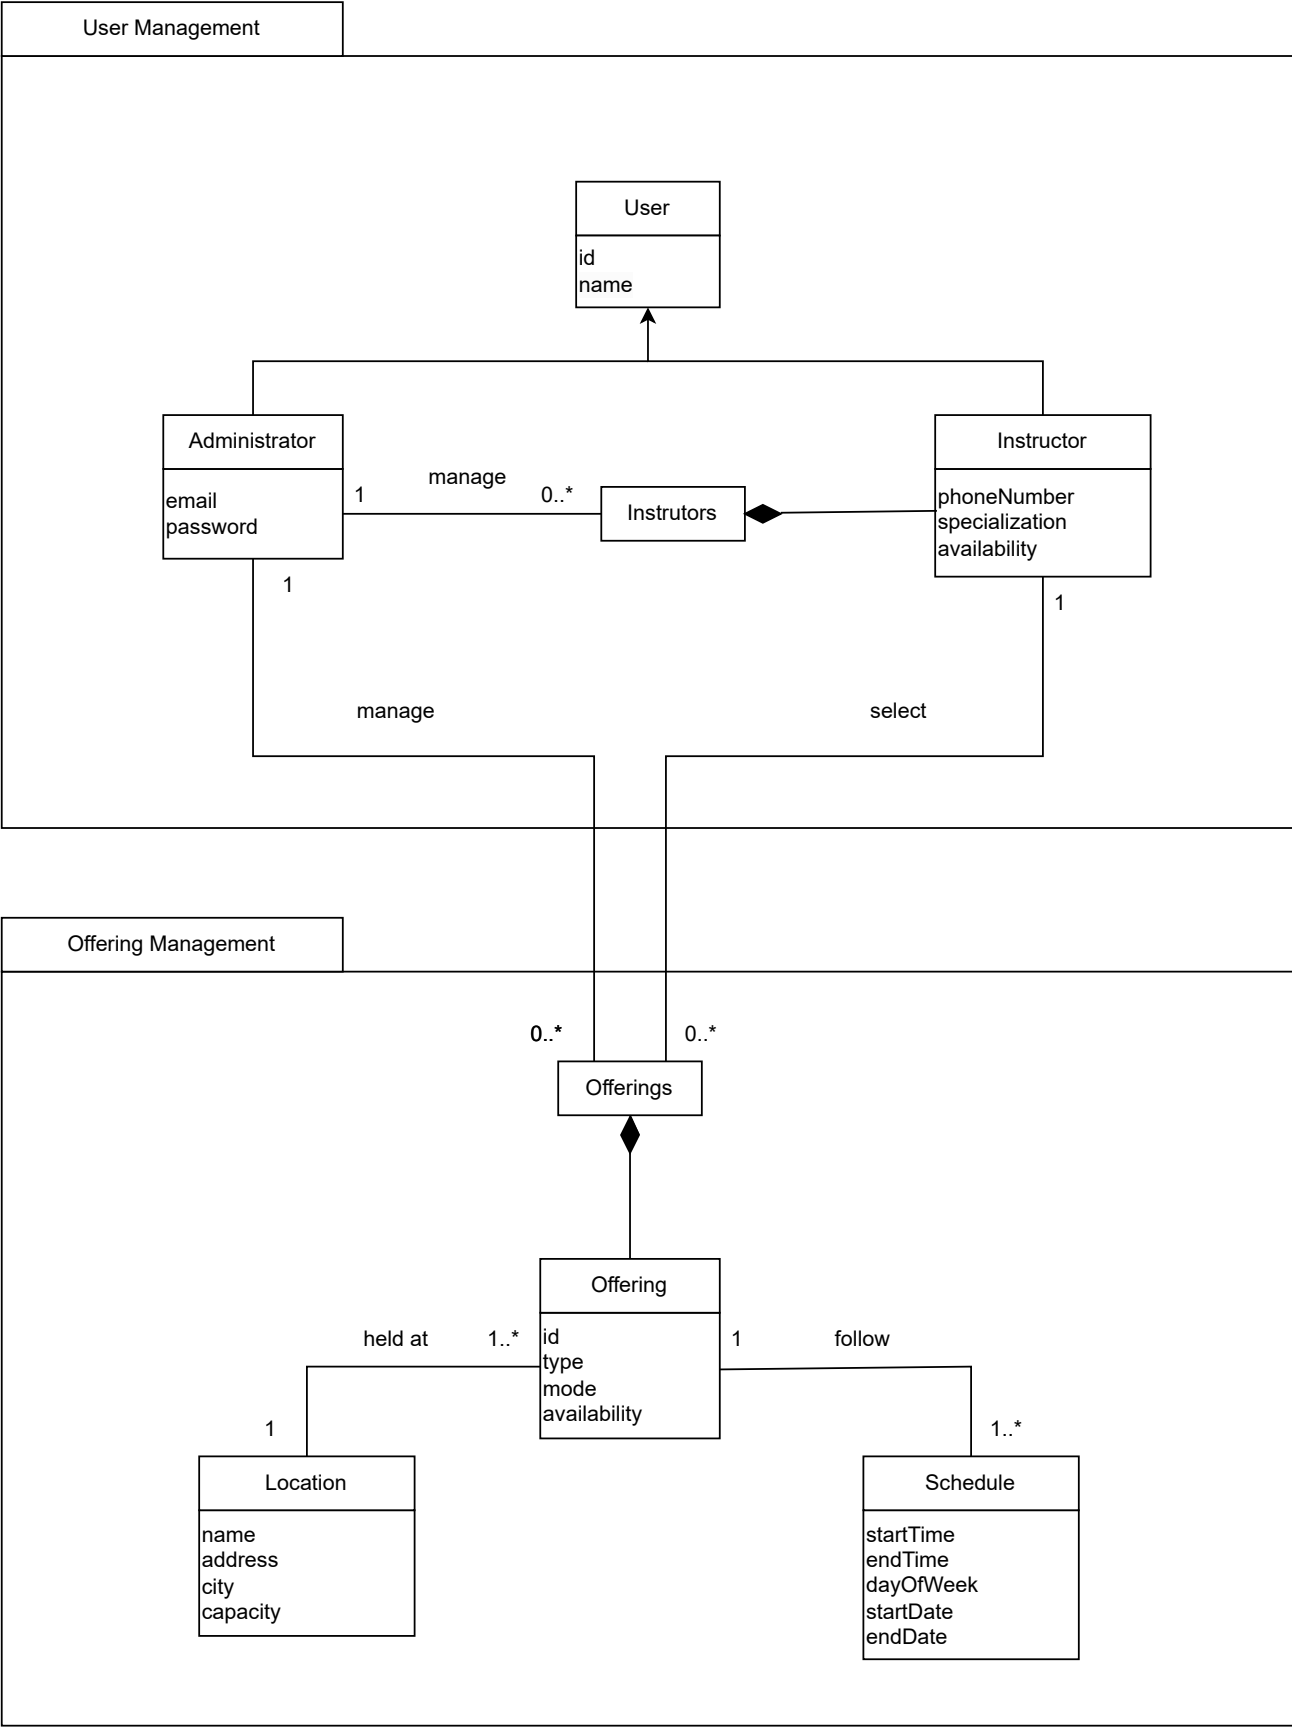 User Management
User
id
name
Administrator
email
password
1
manage
0..*
Instrutors
Instructor
phoneNumber
specialization
availability
1
1
manage
select
Offering Management
0..*
0..*
Offerings
Offering
id
type
mode
availability
held at
1..*
1
1
follow
1..*
Location
name
address
city
capacity
Schedule
startTime
endTime
dayOfWeek
startDate
endDate